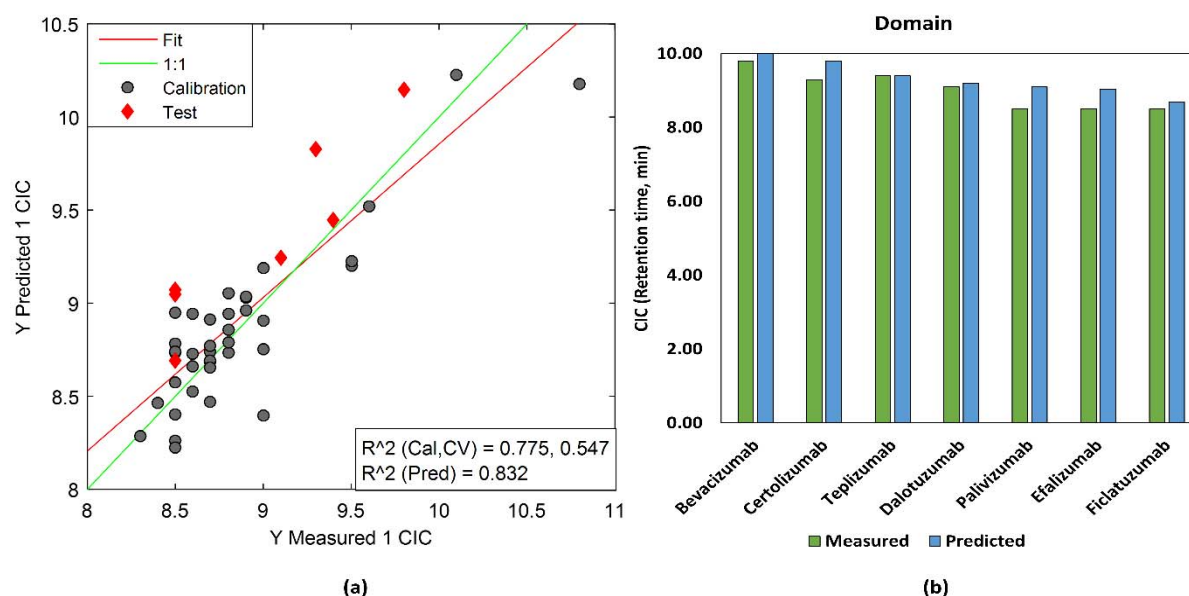 10.5
10
9.5
9
8.5
8
Y Predicted 1 CIC
Fit
1:1
Calibration
Test
R^2 (Cal,CV) = 0.775, 0.547
R^2 (Pred) = 0.832
8
8.5
9
9.5
10
10.5
11
Y Measured 1 CIC
(a)
Domain
CIC (Retention time, min)
10.00
8.00
6.00
4.00
2.00
0.00
Bevacizumab
Certolizumab
Teplizumab
Dalotuzumab
Palivizumab
Efalizumab
Ficlatuzumab
Measured
Predicted
(b)